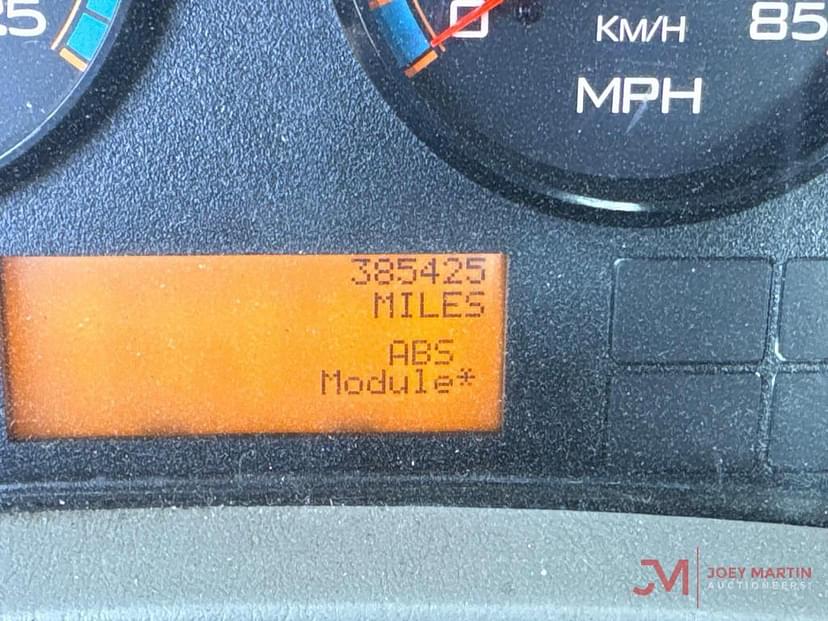 25
0
85
KM/H
MPH
385425
MILES
ABS
Module*
JM
JOEY MARTIN
AUCTIONEERS!